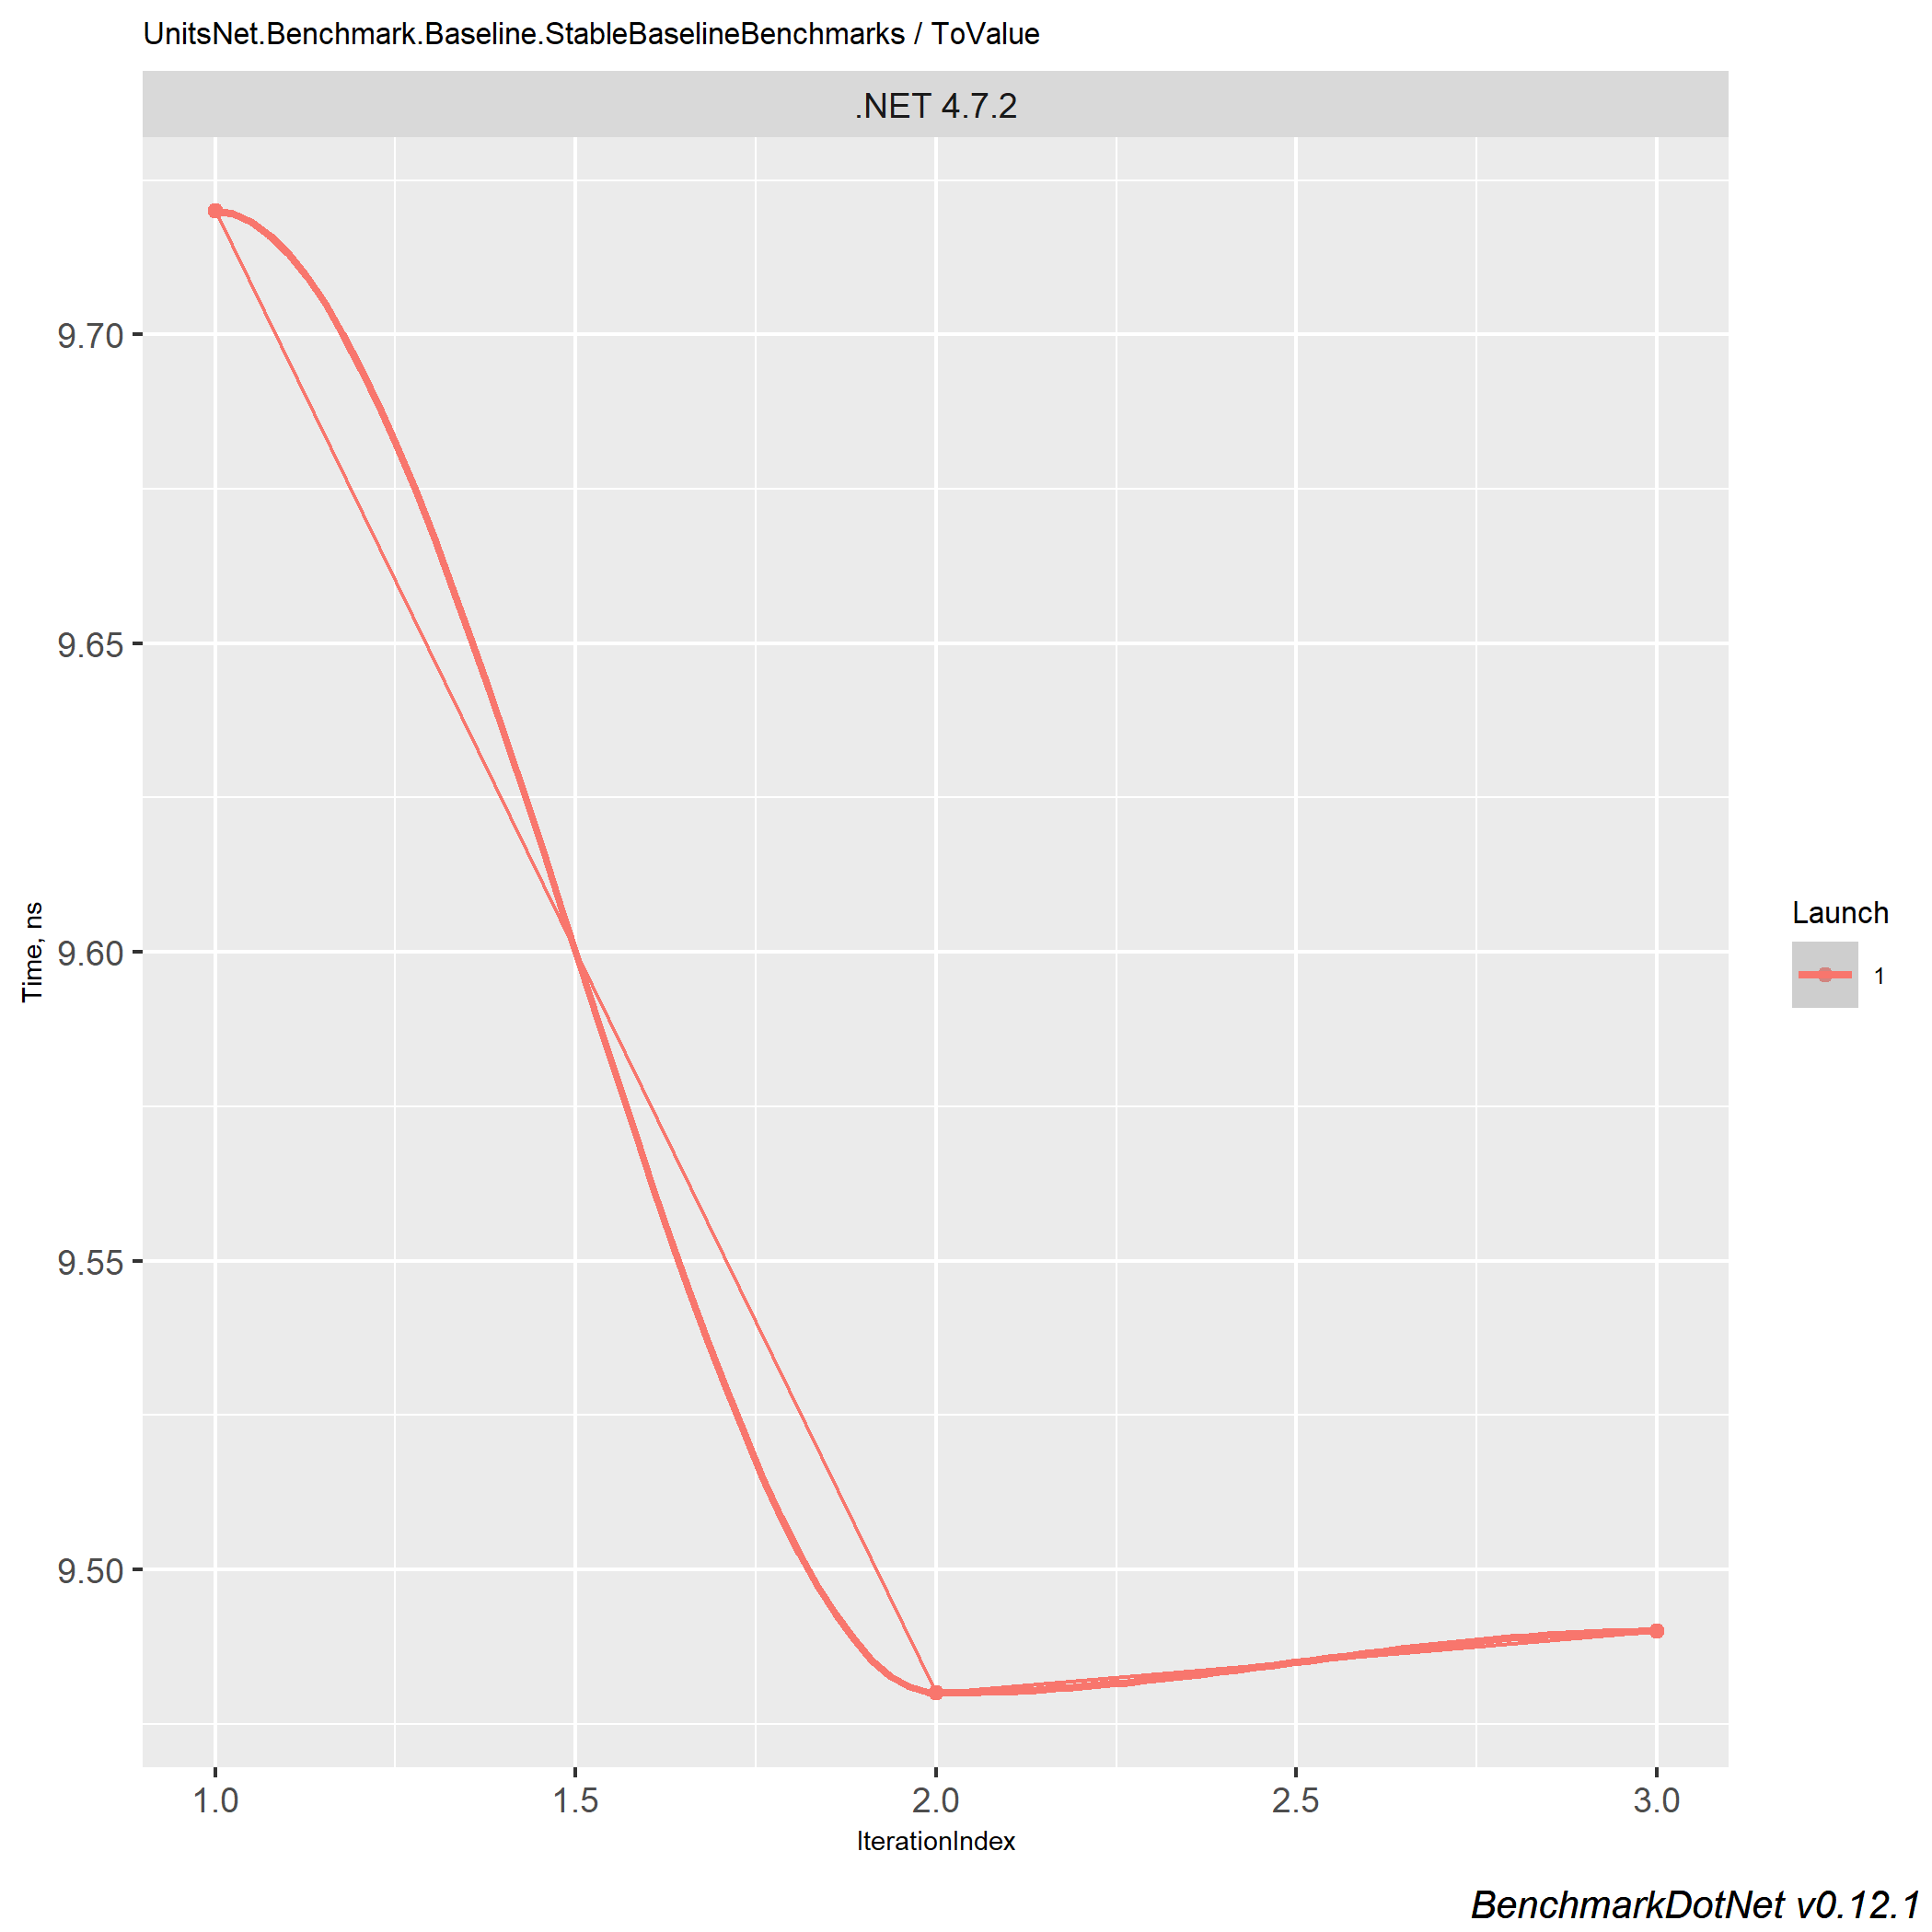 UnitsNet.Benchmark.Baseline.StableBaselineBenchmarks / ToValue
.NET 4.7.2
9.70
9.65
9.60
9.55
9.50
Time, ns
1.0 1.5 2.0 2.5 3.0
IterationIndex
Launch
1
BenchmarkDotNet v0.12.1